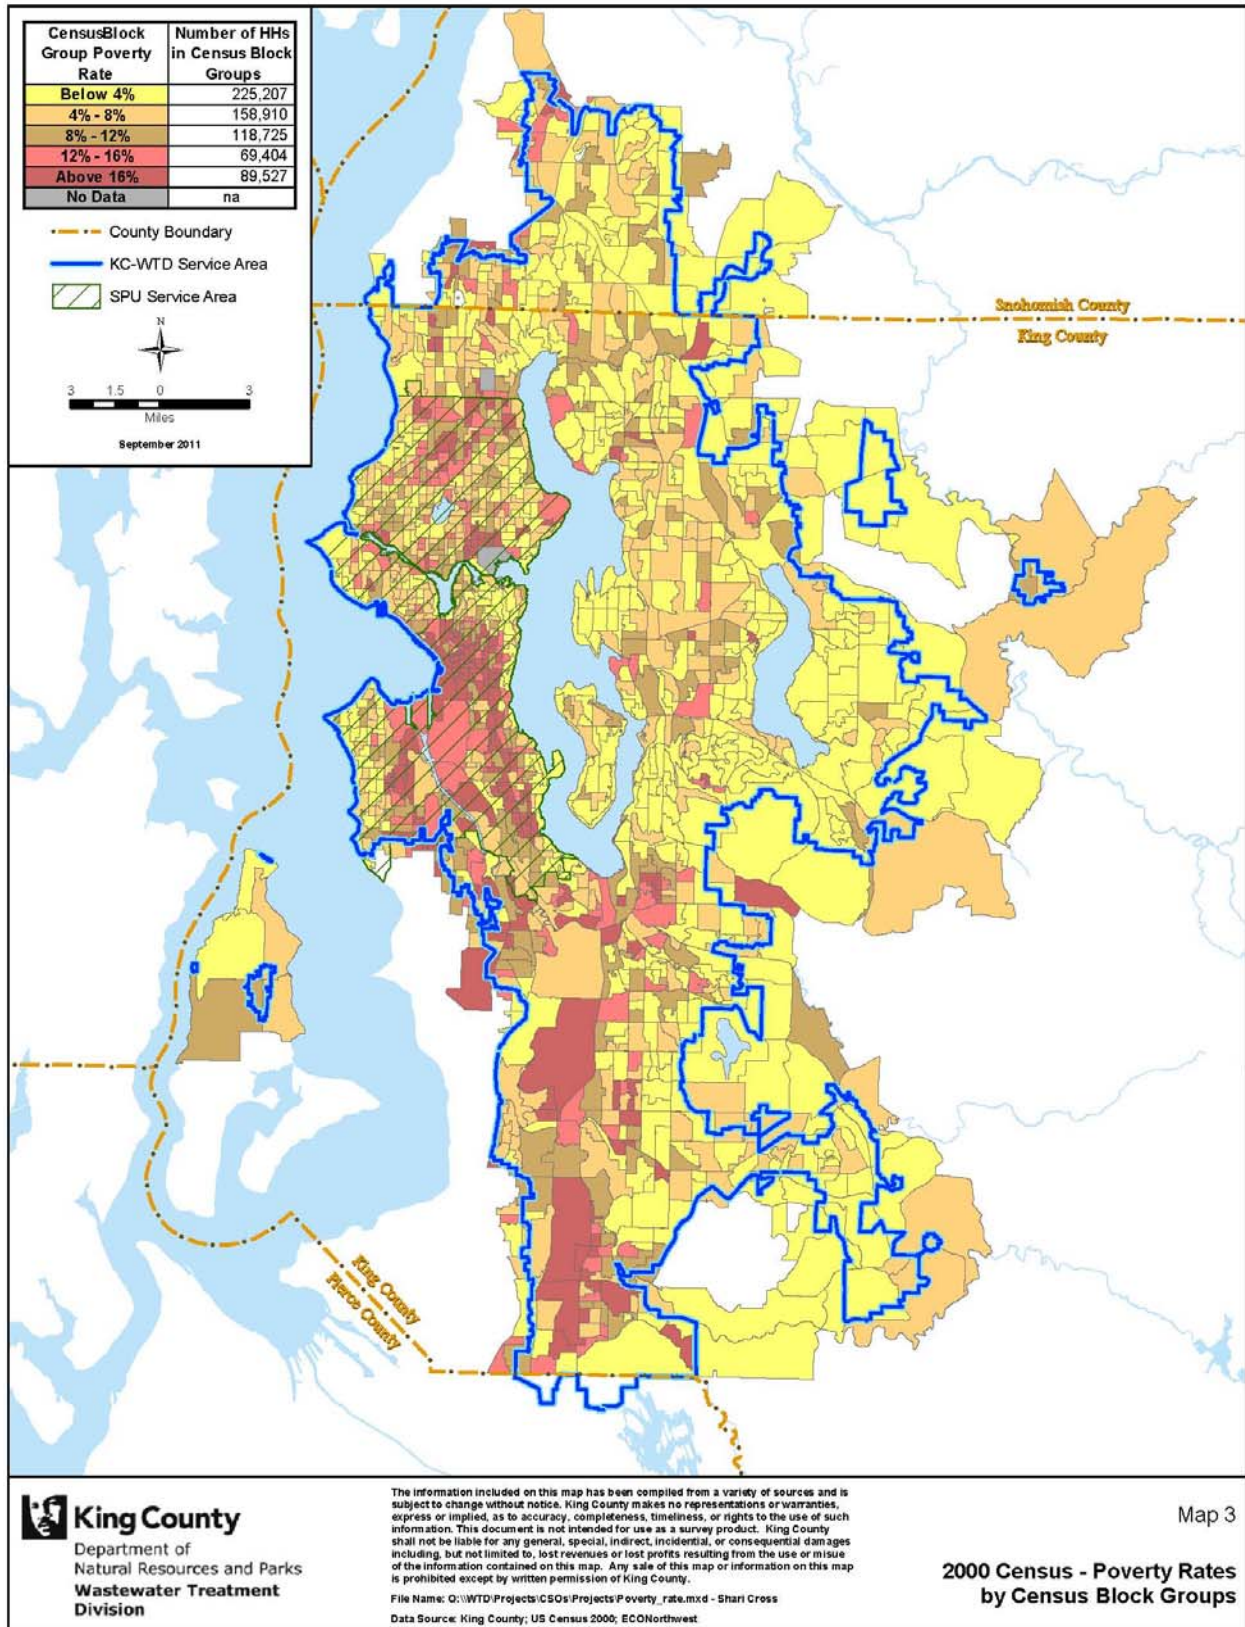 CensusBlock Number of HHs
Group Poverty in Census Block
Rate Groups
Below 4% 225,207
4% - 8% 158,910
8% - 12% 118,725
12% - 16% 69,404
Above 16% 89,527
No Data na
County Boundary
KC-WTD Service Area
SPU Service Area
N
3 1.5 0 3
Miles
September 2011
Snohomish County
King County
King County
Pierce County
King County
Department of
Natural Resources and Parks
Wastewater Treatment
Division
The information included on this map has been compiled from a variety of sources and is
subject to change without notice. King County makes no representations or warranties,
express or implied, as to accuracy, completeness, timeliness, or rights to the use of such
information. This document is not intended for use as a survey product. King County
shall not be liable for any general, special, indirect, incidental, or consequential damages
including, but not limited to, lost revenues or lost profits resulting from the use or misue
of the information contained on this map. Any sale of this map or information on this map
is prohibited except by written permission of King County.
File Name: Q:\\WTD\Projects\CSOs\Projects\Poverty_rate.mxd - Shari Cross
Data Source: King County; US Census 2000; ECONorthwest
Map 3
2000 Census - Poverty Rates
by Census Block Groups